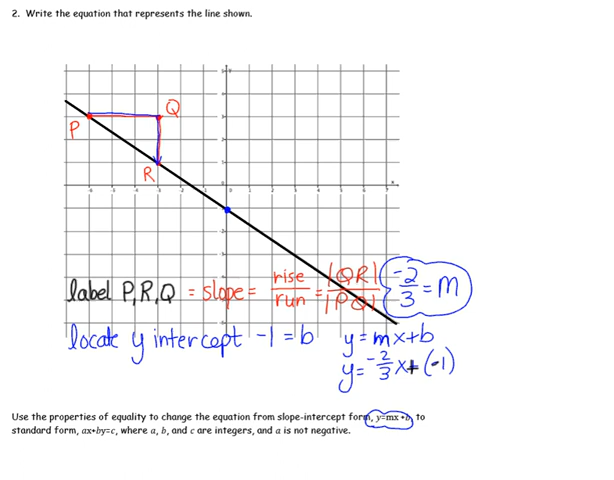 2. Write the equation that represents the line shown.
Q
P
R
label P,R,Q = slope = rise/run = |QR|/|PQ| -2/3 = m
locate y intercept -1 = b y=mx+b
y= -2/3 x + (-1)
Use the properties of equality to change the equation from slope-intercept form, y=mx+b, to
standard form, ax+by=c, where a, b, and c are integers, and a is not negative.